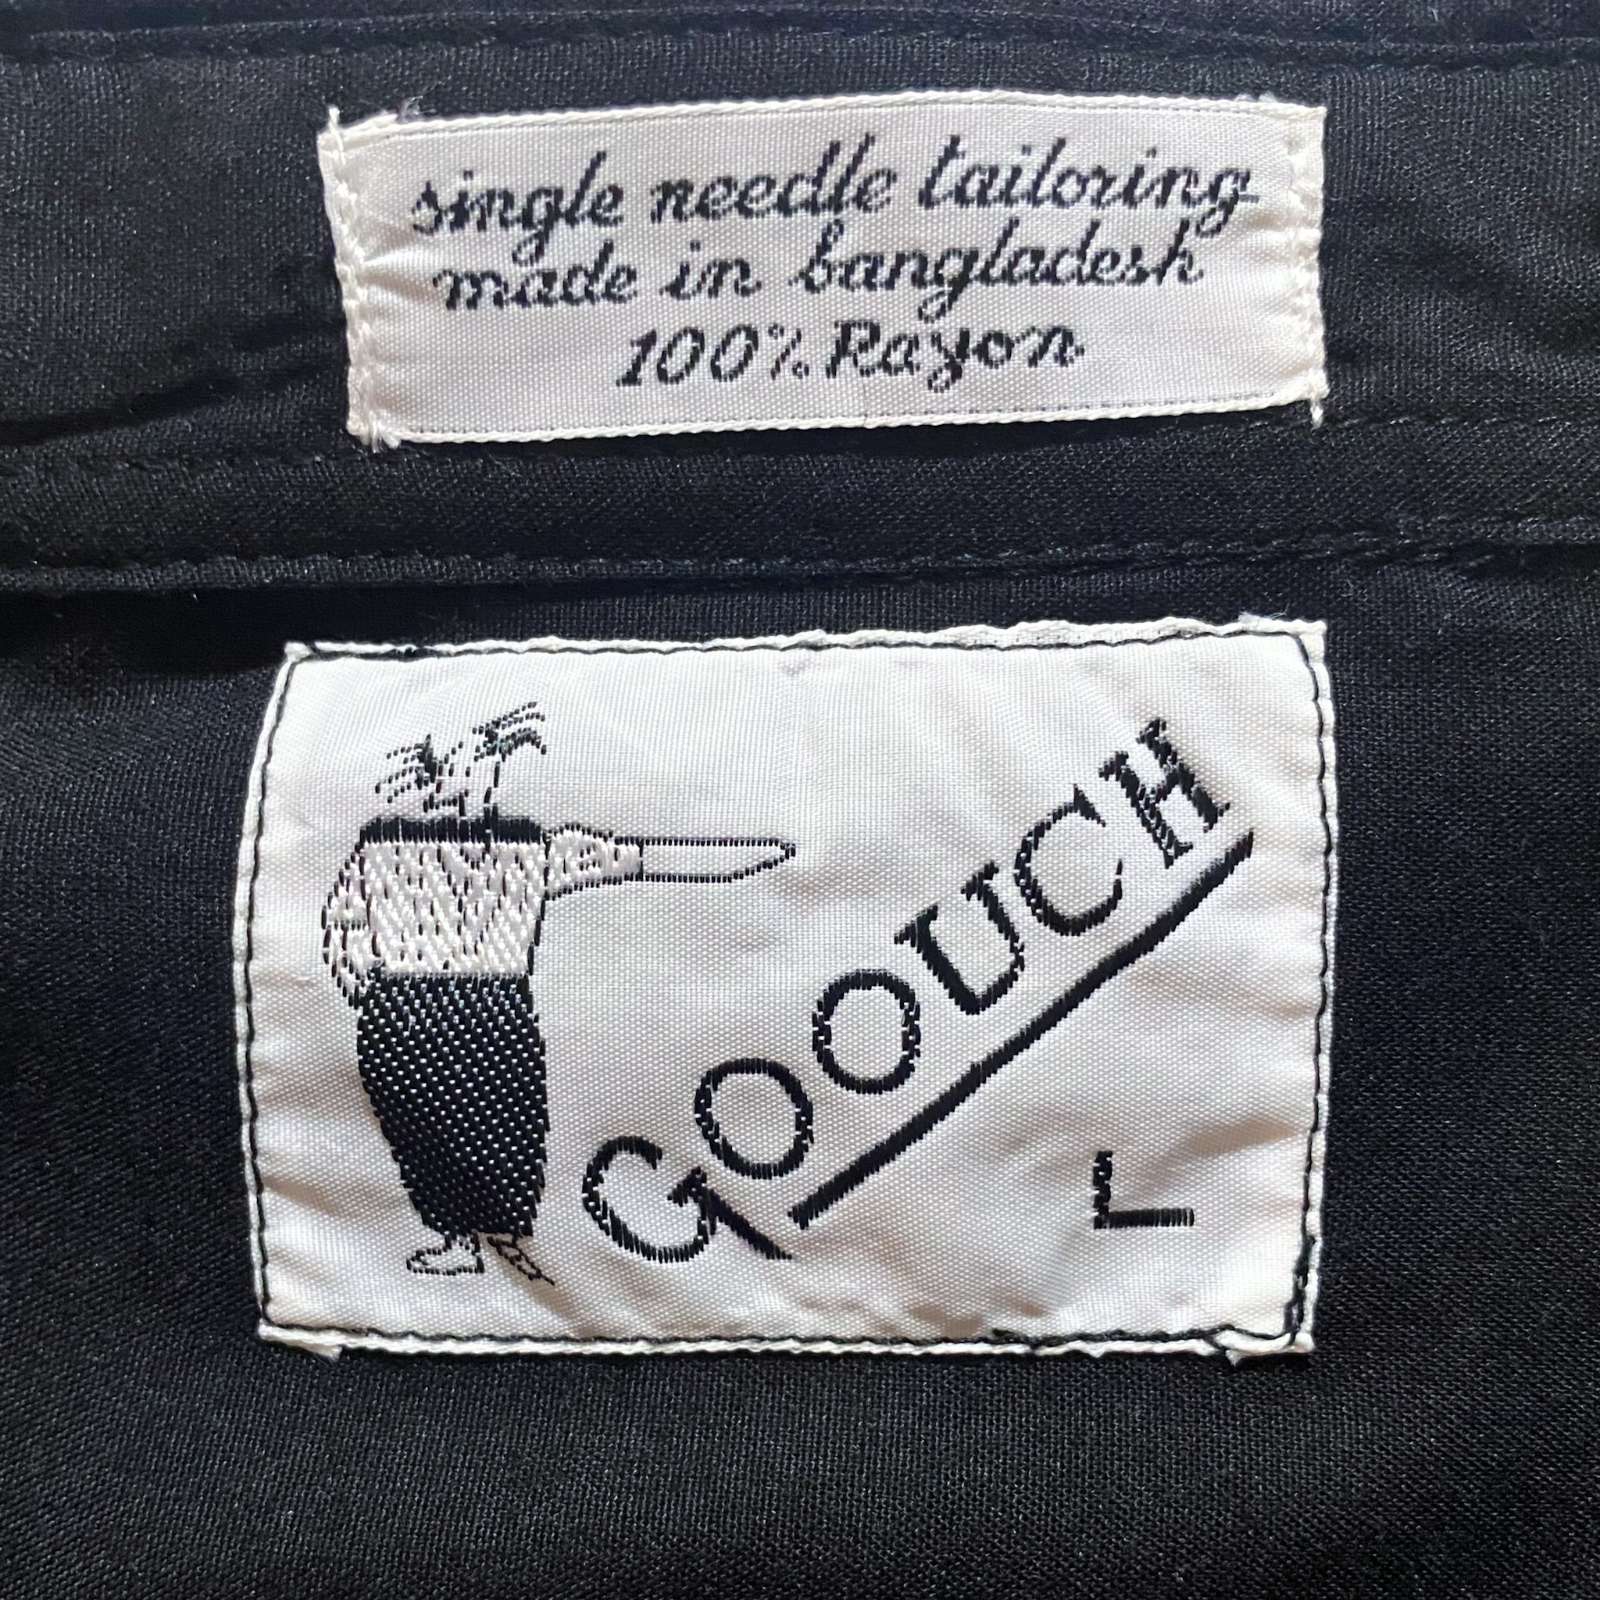 single needle tailoring
made in bangladesh
100% Rayon
GOOUCH
L